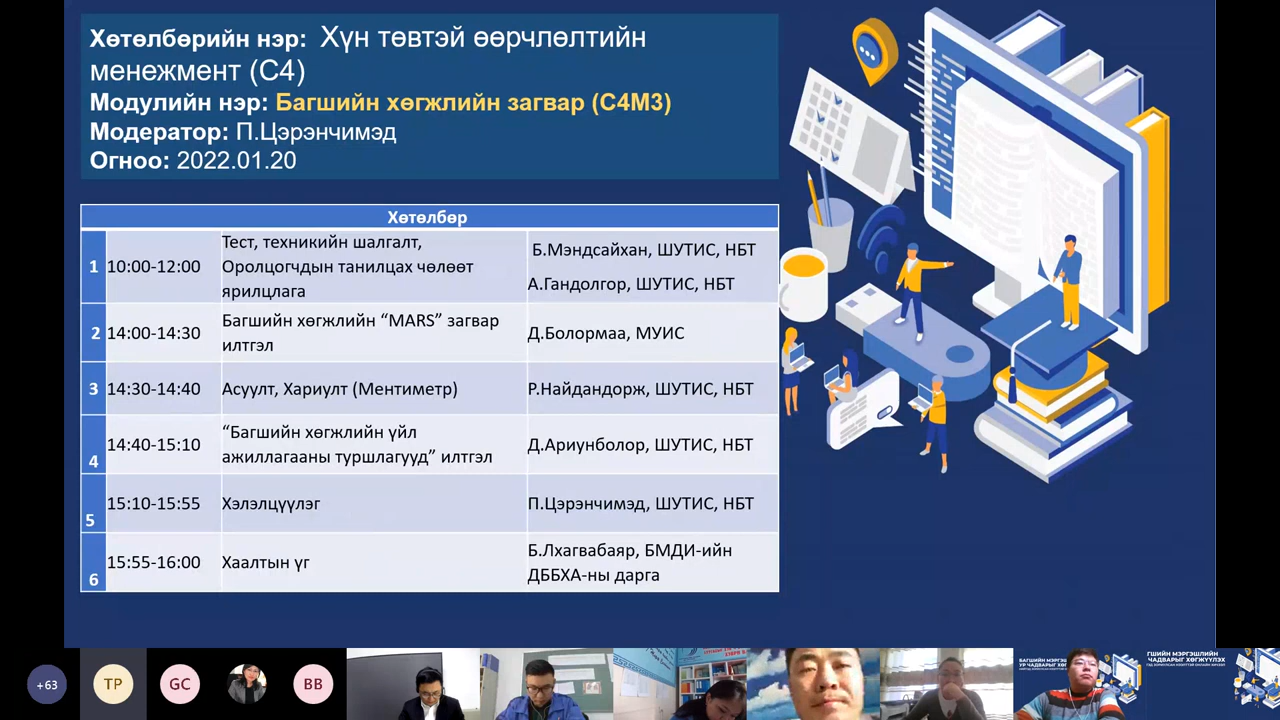 Хөтөлбөрийн нэр: Хүн төвтэй өөрчлөлтийн
менежмент (С4)
Модулийн нэр: Багшийн хөгжлийн загвар (С4М3)
Модератор: П.Цэрэнчимэд
Огноо: 2022.01.20
Хөтөлбөр
1 10:00-12:00 Тест, техникийн шалгалт,
Оролцогчдын танилцах чөлөөт
ярилцлага
Б.Мэндсайхан, ШУТИС, НБТ
А.Гандолгор, ШУТИС, НБТ
2 14:00-14:30 Багшийн хөгжлийн “MARS” загвар
илтгэл
Д.Болормаа, МУИС
3 14:30-14:40 Асуулт, Хариулт (Ментиметр) Р.Найдандорж, ШУТИС, НБТ
4 14:40-15:10 “Багшийн хөгжлийн үйл
ажиллагааны туршлагууд” илтгэл
Д.Ариунболор, ШУТИС, НБТ
5 15:10-15:55 Хэлэлцүүлэг П.Цэрэнчимэд, ШУТИС, НБТ
6 15:55-16:00 Хаалтын үг Б.Лхагвабаяр, БМДИ-ийн
ДББХА-ны дарга
+63 TP GC BB
ГШИЙН МЭРГЭШЛИЙН
ЧАДВАРЫГ ХӨГЖҮҮЛЭХ